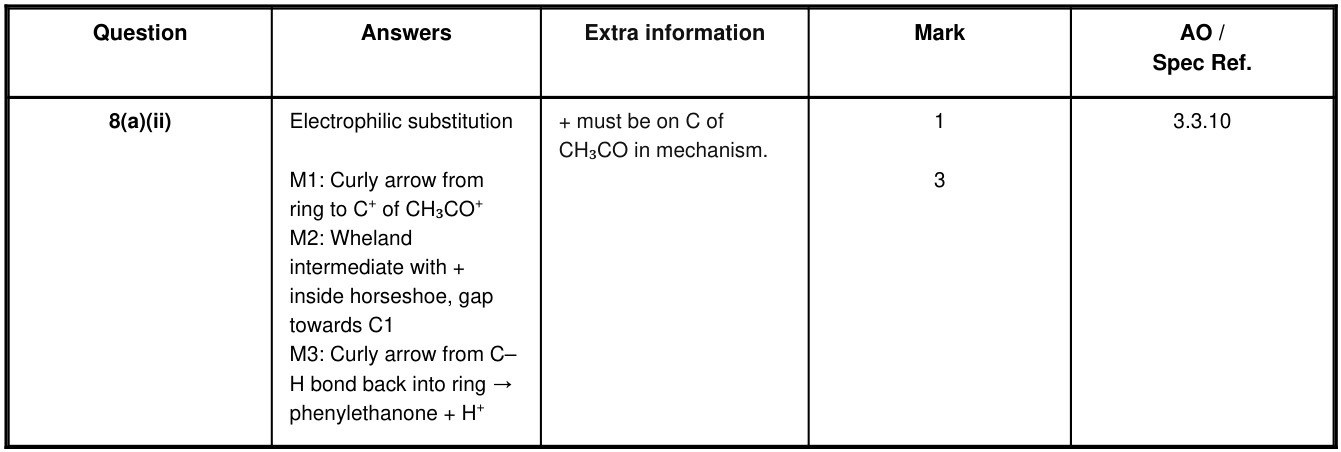 Question
Answers
Extra information
Mark
AO /
Spec Ref.
8(a)(ii)
Electrophilic substitution
M1: Curly arrow from
ring to C⁺ of CH₃CO⁺
M2: Wheland
intermediate with +
inside horseshoe, gap
towards C1
M3: Curly arrow from C–
H bond back into ring →
phenylethanone + H⁺
+ must be on C of
CH₃CO in mechanism.
1
3
3.3.10